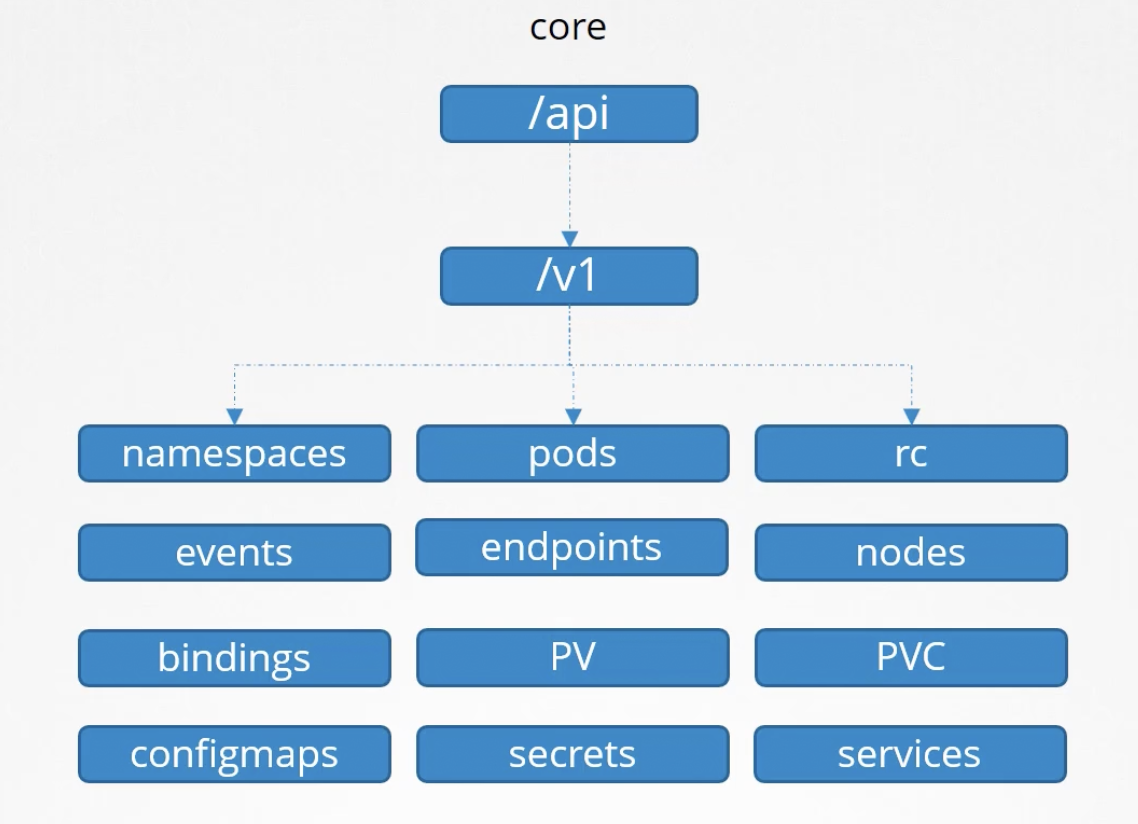 core
/api
/v1
namespaces
pods
rc
events
endpoints
nodes
bindings
PV
PVC
configmaps
secrets
services